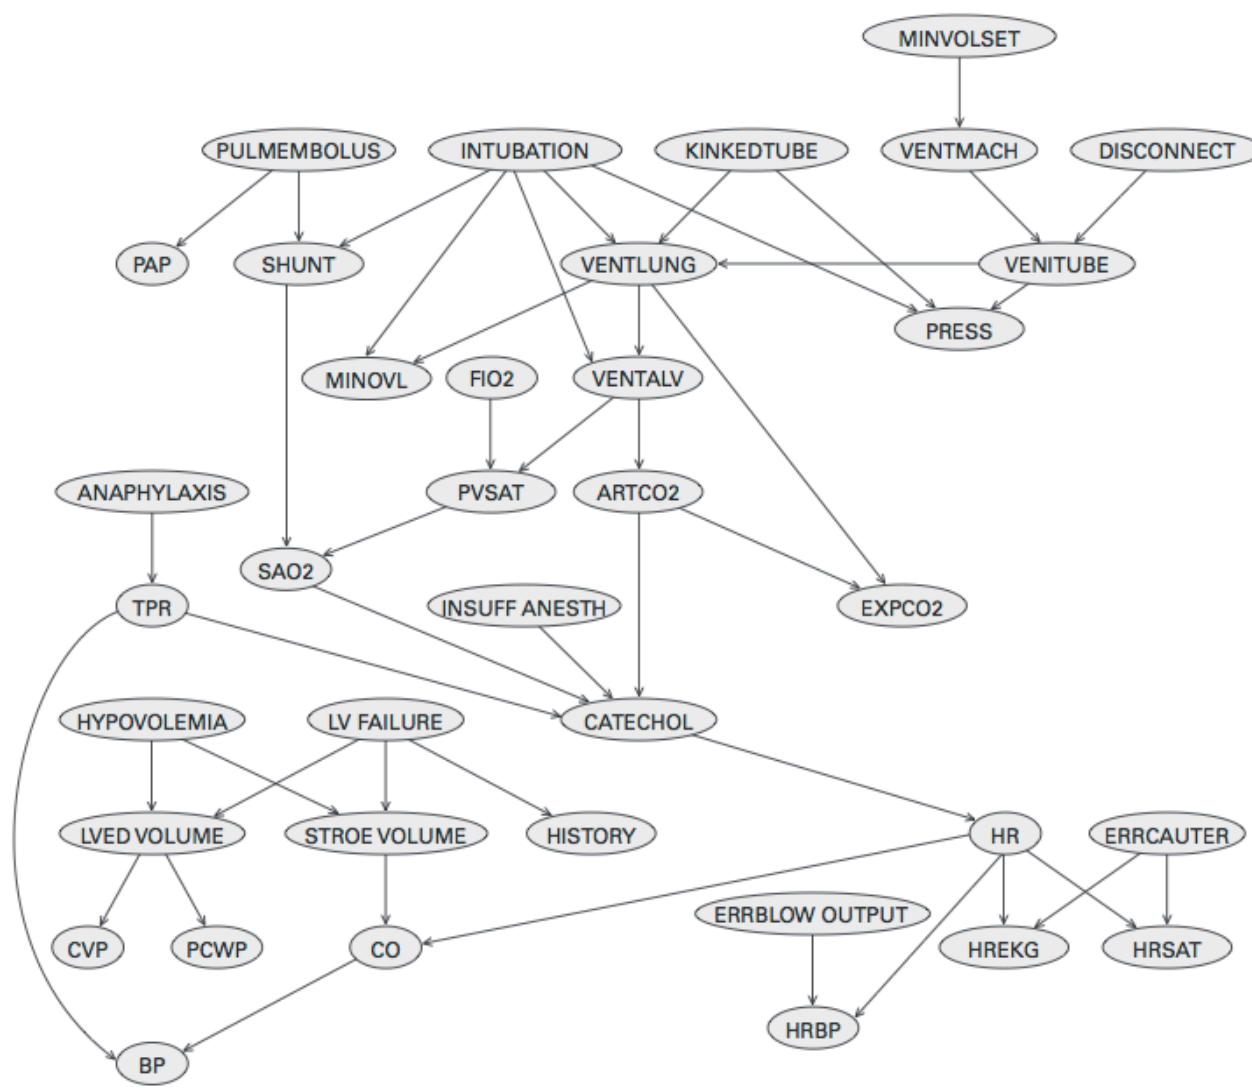 MINVOLSET
PULMEMBOLUS
INTUBATION
KINKEDTUBE
VENTMACH
DISCONNECT
PAP
SHUNT
VENTLUNG
VENITUBE
PRESS
MINOVL
FIO2
VENTALV
ANAPHYLAXIS
PVSAT
ARTCO2
SAO2
TPR
INSUFF ANESTH
EXPCO2
HYPOVOLEMIA
LV FAILURE
CATECHOL
LVED VOLUME
STROE VOLUME
HISTORY
HR
ERRCAUTER
ERRBLOW OUTPUT
CVP
PCWP
CO
HREKG
HRSAT
HRBP
BP